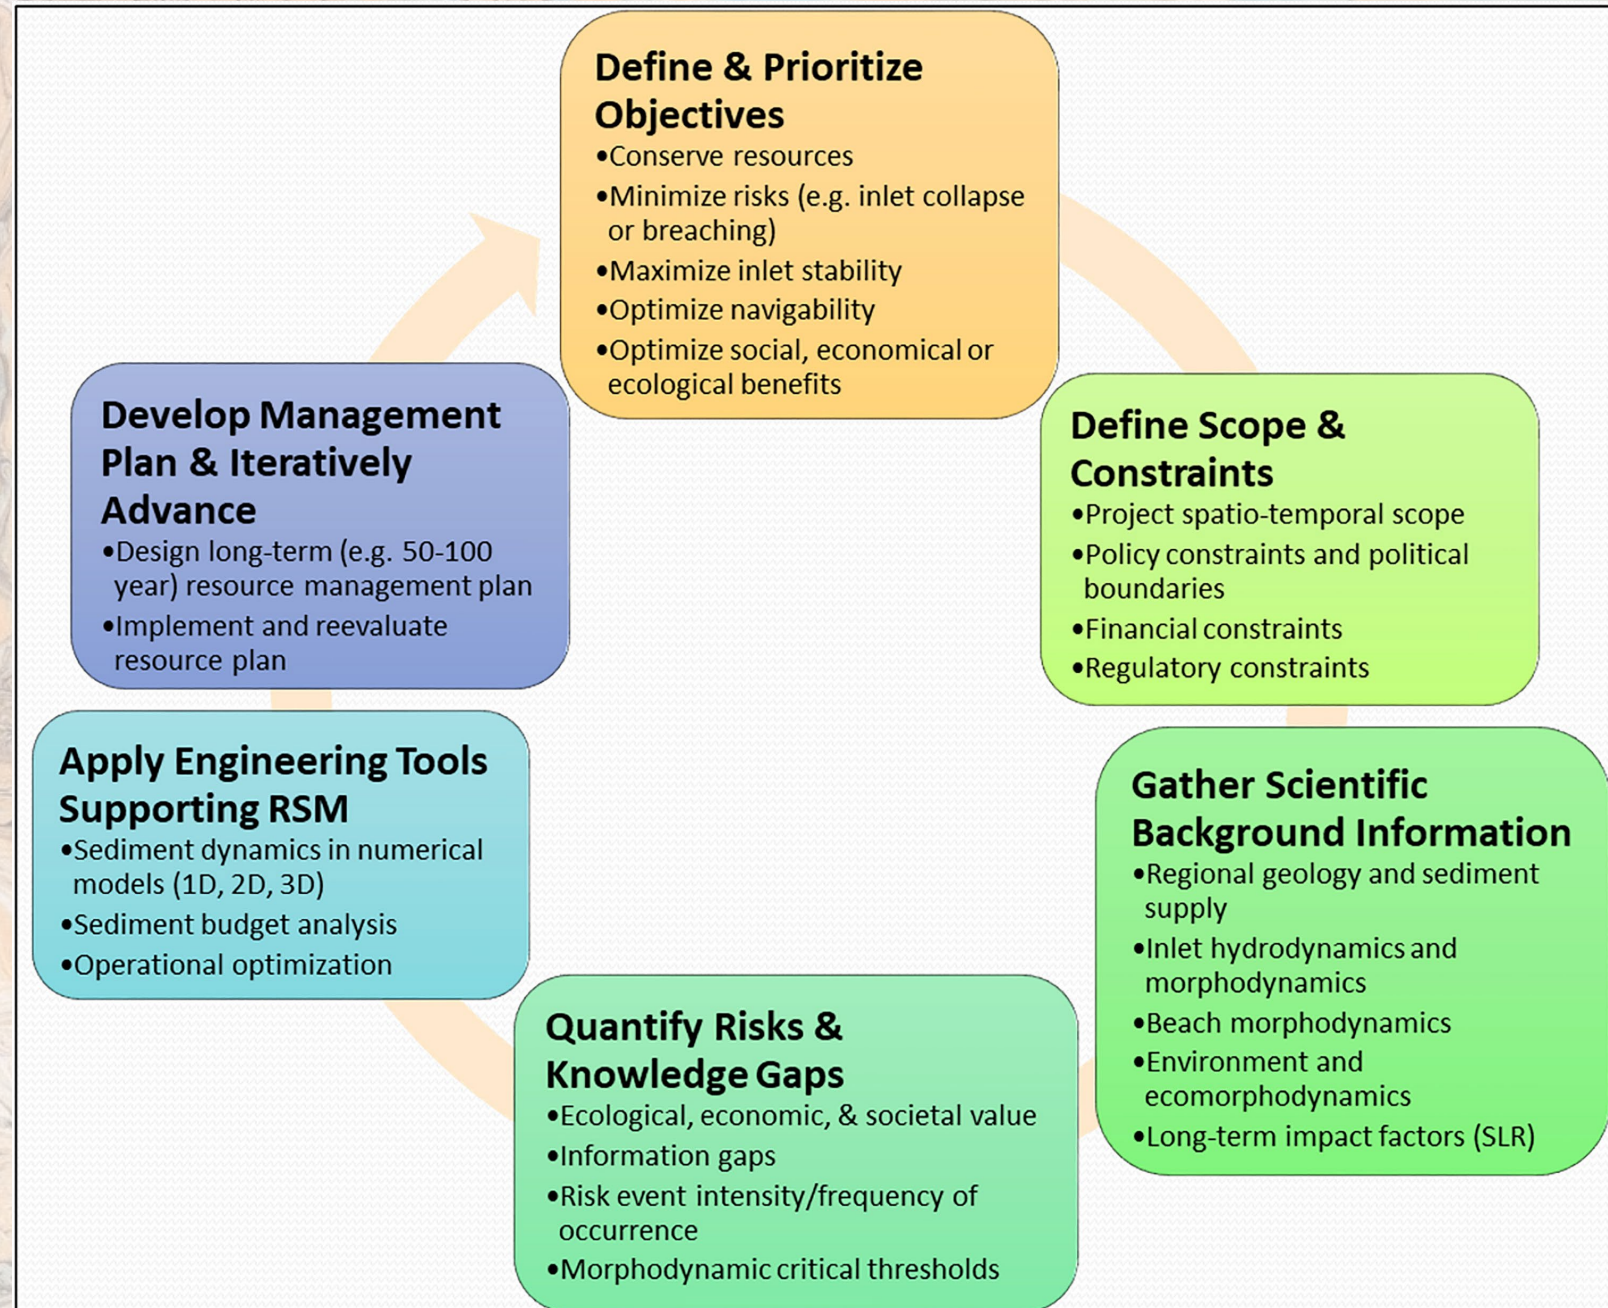 Define & Prioritize
Objectives
•Conserve resources
•Minimize risks (e.g. inlet collapse
or breaching)
•Maximize inlet stability
•Optimize navigability
•Optimize social, economical or
ecological benefits
Define Scope &
Constraints
•Project spatio-temporal scope
•Policy constraints and political
boundaries
•Financial constraints
•Regulatory constraints
Gather Scientific
Background Information
•Regional geology and sediment
supply
•Inlet hydrodynamics and
morphodynamics
•Beach morphodynamics
•Environment and
ecomorphodynamics
•Long-term impact factors (SLR)
Quantify Risks &
Knowledge Gaps
•Ecological, economic, & societal value
•Information gaps
•Risk event intensity/frequency of
occurrence
•Morphodynamic critical thresholds
Apply Engineering Tools
Supporting RSM
•Sediment dynamics in numerical
models (1D, 2D, 3D)
•Sediment budget analysis
•Operational optimization
Develop Management
Plan & Iteratively
Advance
•Design long-term (e.g. 50-100
year) resource management plan
•Implement and reevaluate
resource plan